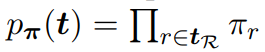 p_π(t) = ∏_{r∈t_ℛ} π_r